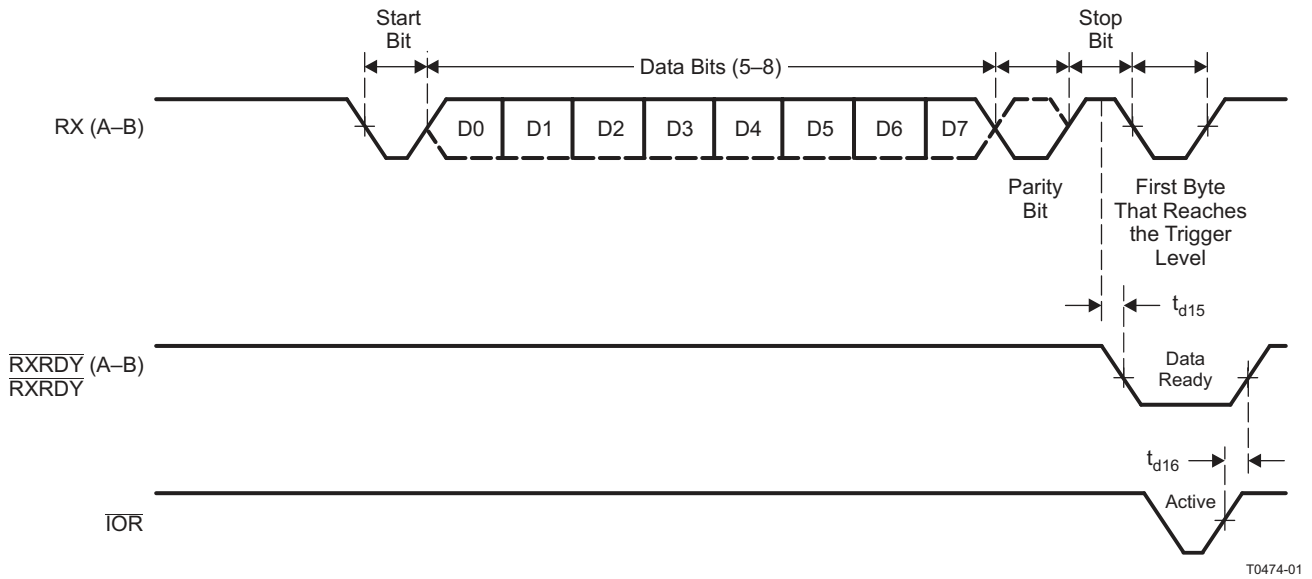 Start
Bit
Data Bits (5–8)
Stop
Bit
RX (A–B)
D0 D1 D2 D3 D4 D5 D6 D7
Parity
Bit
First Byte
That Reaches
the Trigger
Level
td15
RXRDY (A–B)
RXRDY
Data
Ready
td16
IOR
Active
T0474-01